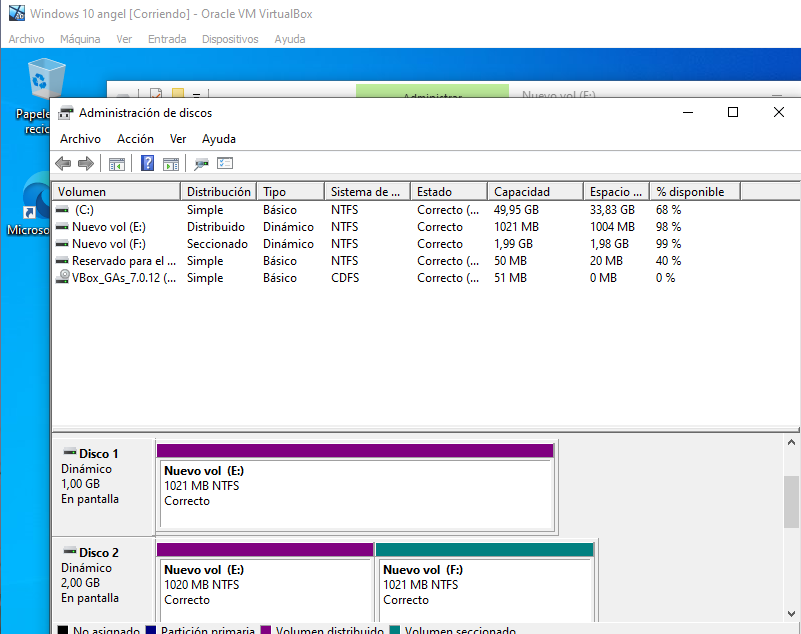 Windows 10 angel [Corriendo] - Oracle VM VirtualBox
Archivo Máquina Ver Entrada Dispositivos Ayuda
Administrar Nuevo vol (E:)
Papele
recic
Microso
Administración de discos
Archivo Acción Ver Ayuda
Volumen Distribución Tipo Sistema de ... Estado Capacidad Espacio ... % disponible
(C:) Simple Básico NTFS Correcto (... 49,95 GB 33,83 GB 68 %
Nuevo vol (E:) Distribuido Dinámico NTFS Correcto 1021 MB 1004 MB 98 %
Nuevo vol (F:) Seccionado Dinámico NTFS Correcto 1,99 GB 1,98 GB 99 %
Reservado para el ... Simple Básico NTFS Correcto (... 50 MB 20 MB 40 %
VBox_GAs_7.0.12 (... Simple Básico CDFS Correcto (... 51 MB 0 MB 0 %
Disco 1
Dinámico
1,00 GB
En pantalla
Nuevo vol (E:)
1021 MB NTFS
Correcto
Disco 2
Dinámico
2,00 GB
En pantalla
Nuevo vol (E:)
1020 MB NTFS
Correcto
Nuevo vol (F:)
1021 MB NTFS
Correcto
No asignado Partición primaria Volumen distribuido Volumen seccionado